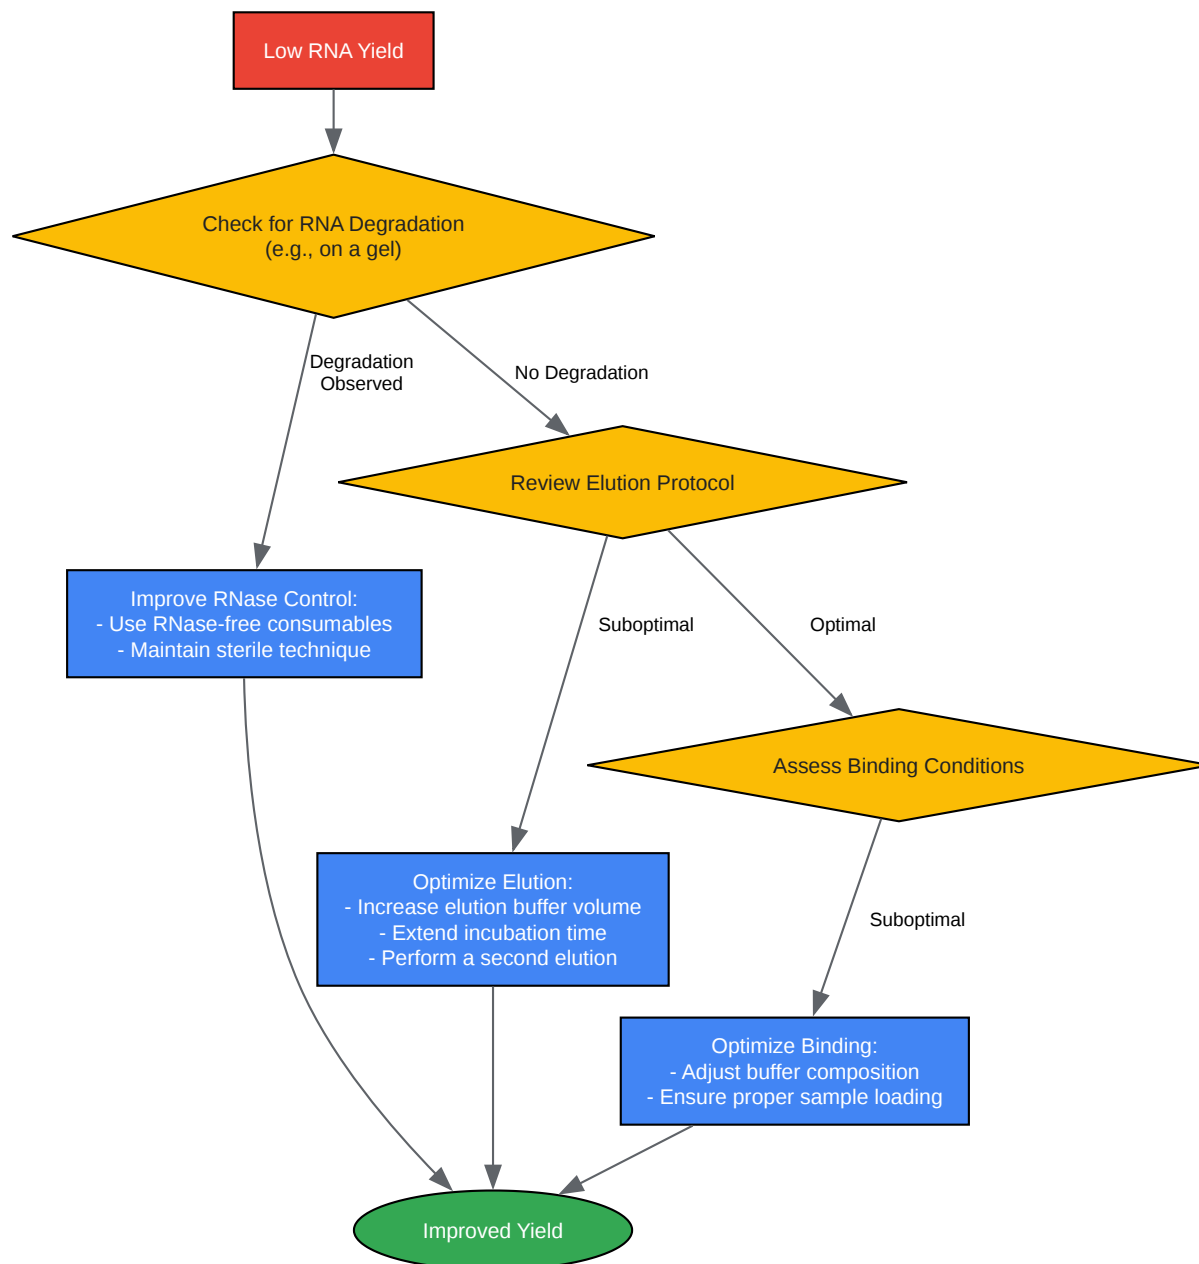 Low RNA Yield
Check for RNA Degradation
(e.g., on a gel)
Degradation
Observed
No Degradation
Review Elution Protocol
Improve RNase Control:
- Use RNase-free consumables
- Maintain sterile technique
Suboptimal
Optimal
Assess Binding Conditions
Optimize Elution:
- Increase elution buffer volume
- Extend incubation time
- Perform a second elution
Suboptimal
Optimize Binding:
- Adjust buffer composition
- Ensure proper sample loading
Improved Yield